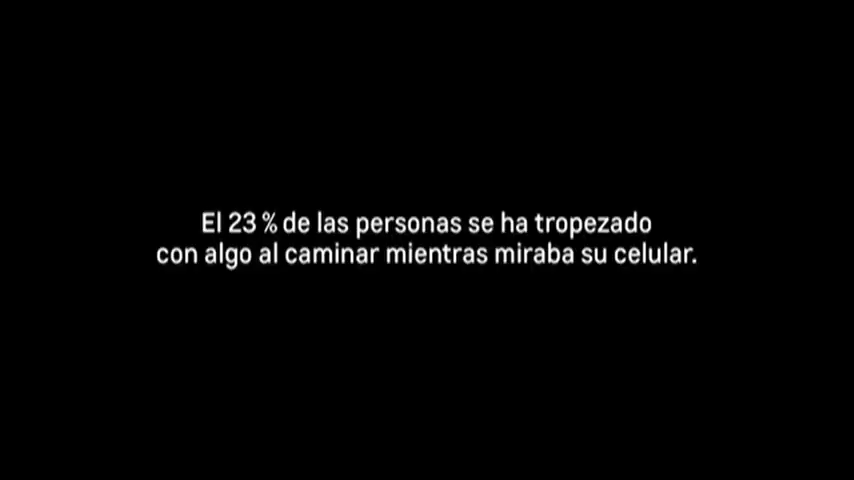 El 23 % de las personas se ha tropezado
con algo al caminar mientras miraba su celular.